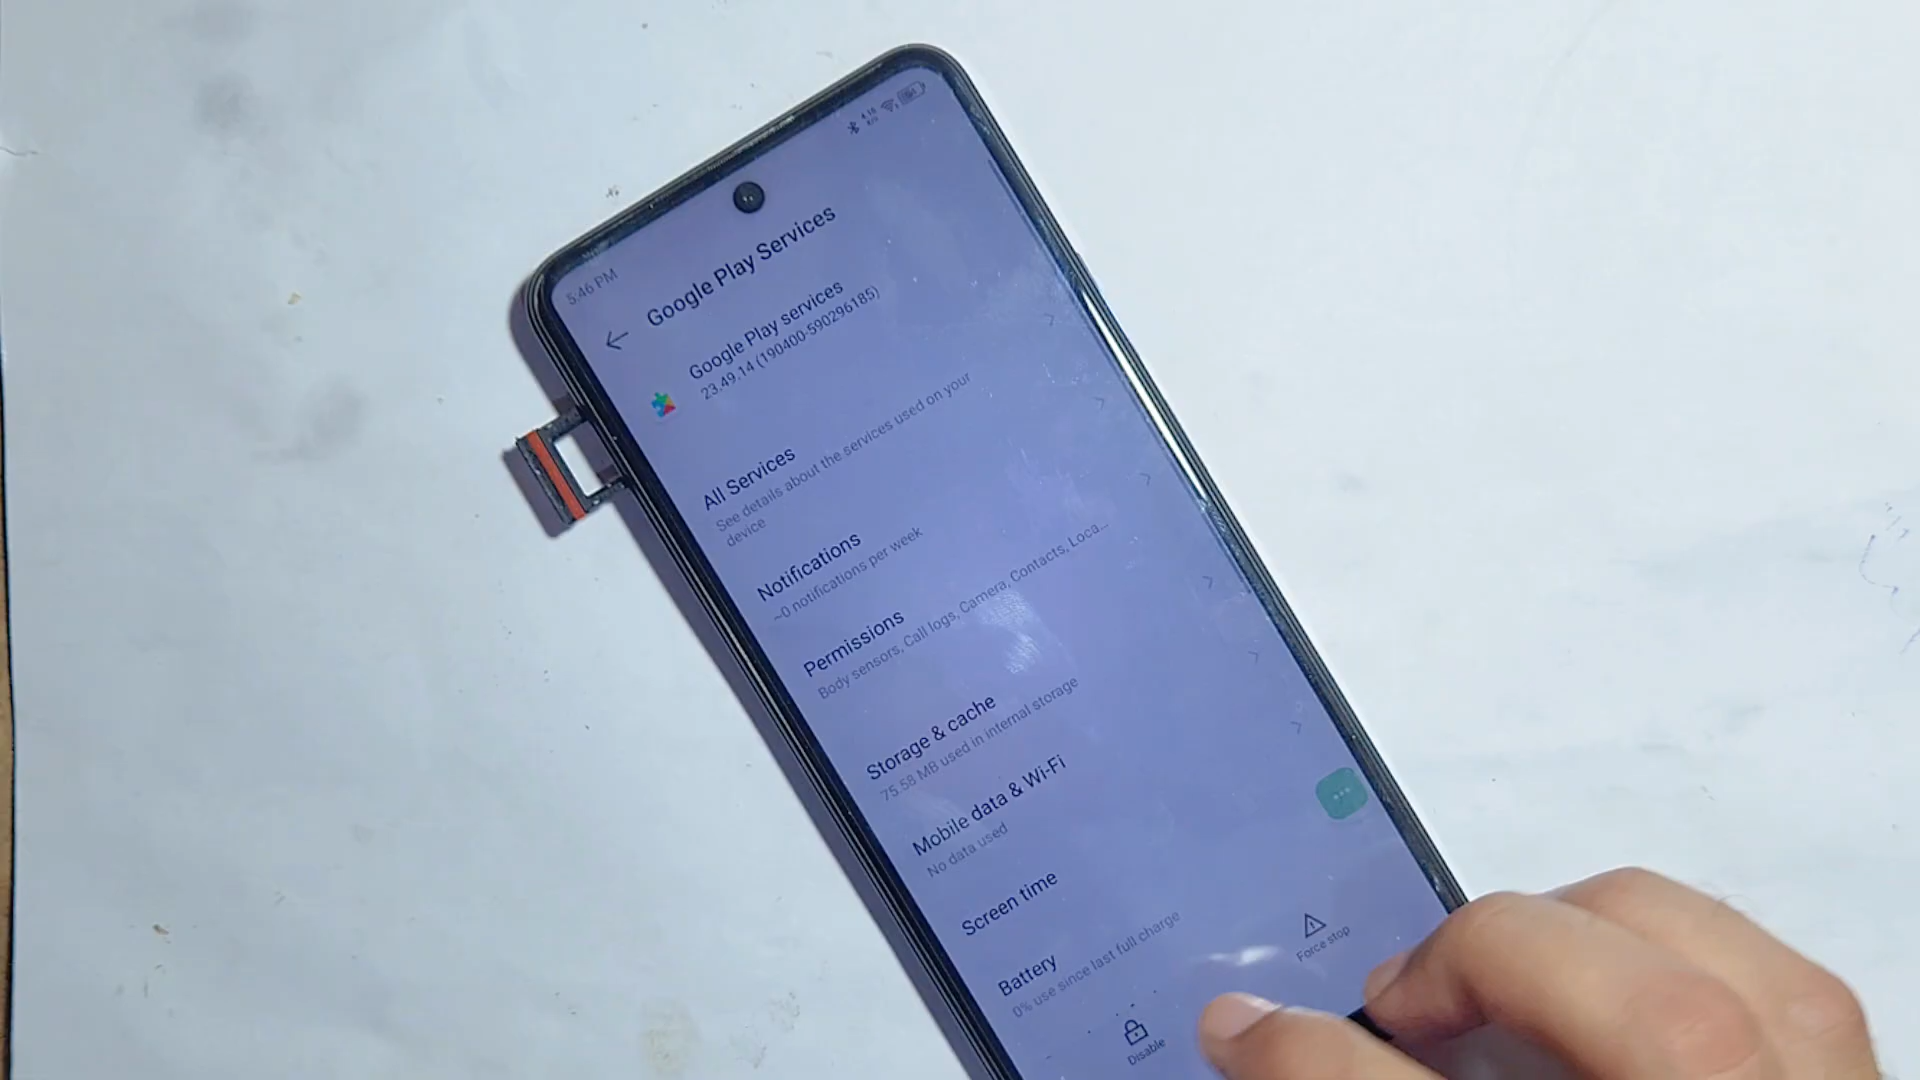 5:46 PM
Google Play Services
Google Play services
23.49.14 (190400-590296185)
All Services
See details about the services used on your
device
Notifications
~0 notifications per week
Permissions
Body sensors, Call logs, Camera, Contacts, Loca...
Storage & cache
75.58 MB used in internal storage
Mobile data & Wi-Fi
No data used
Screen time
Battery
0% use since last full charge
Disable
Force stop